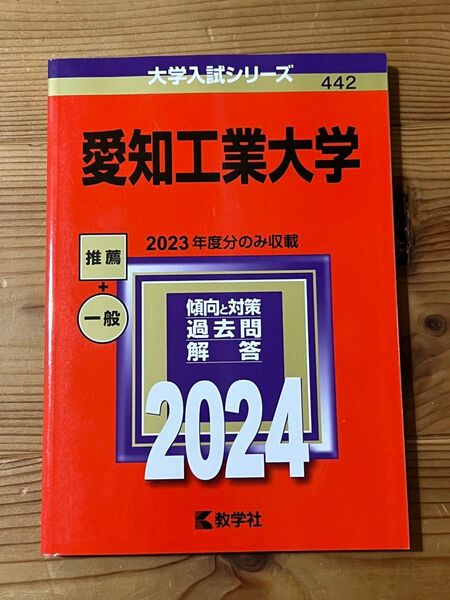 大学入試シリーズ
442
愛知工業大学
2023年度分のみ収載
推薦
+
一般
傾向と対策
過去問
解答
2024
教学社